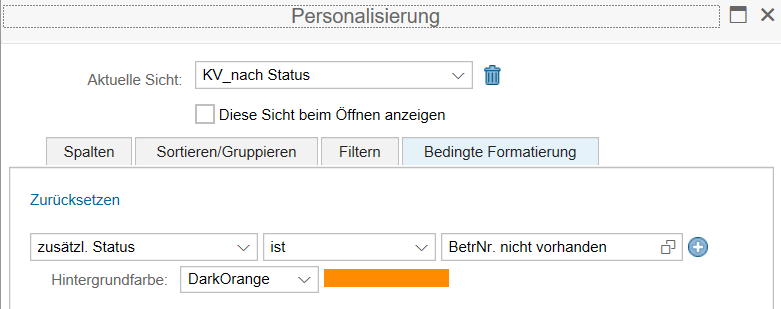 Personalisierung
Aktuelle Sicht: KV_nach Status
Diese Sicht beim Öffnen anzeigen
Spalten Sortieren/Gruppieren Filtern Bedingte Formatierung
Zurücksetzen
zusätzl. Status ist BetrNr. nicht vorhanden
Hintergrundfarbe: DarkOrange